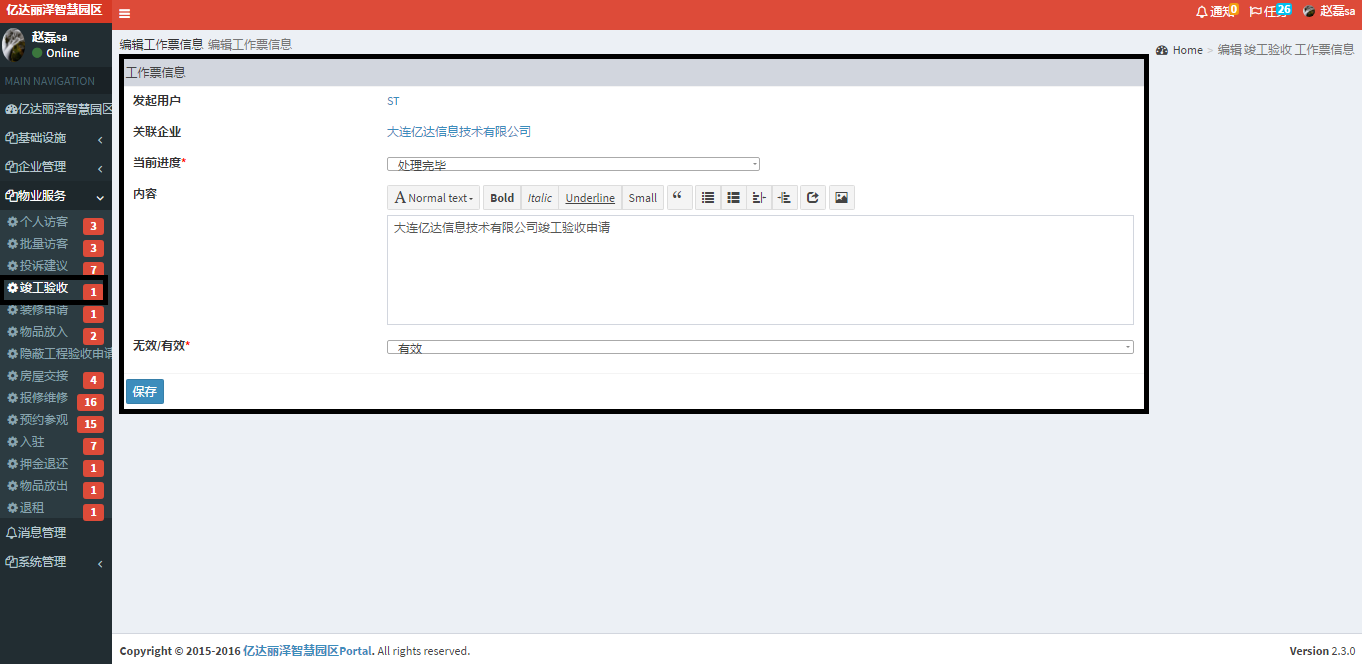 亿达丽泽智慧园区
通知 0 任务 26 赵磊sa
赵磊sa
Online
MAIN NAVIGATION
亿达丽泽智慧园区
基础设施
企业管理
物业服务
个人访客 3
批量访客 3
投诉建议 7
竣工验收 1
装修申请 1
物品放入 2
隐蔽工程验收申请
房屋交接 4
报修维修 16
预约参观 15
入驻 7
押金退还 1
物品放出 1
退租 1
消息管理
系统管理
编辑工作票信息 编辑工作票信息
Home > 编辑 竣工验收 工作票信息
工作票信息
发起用户 ST
关联企业 大连亿达信息技术有限公司
当前进度* 处理完毕
内容 A Normal text Bold Italic Underline Small “
大连亿达信息技术有限公司竣工验收申请
无效/有效* 有效
保存
Copyright © 2015-2016 亿达丽泽智慧园区Portal. All rights reserved.
Version 2.3.0